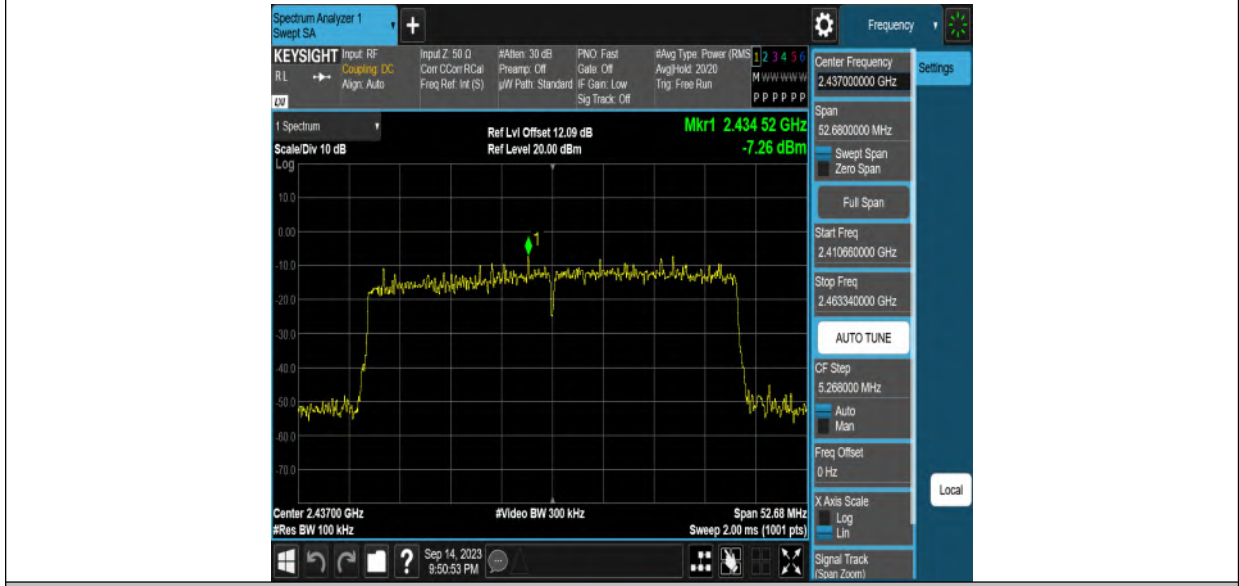 Spectrum Analyzer 1
Swept SA
+
Frequency
KEYSIGHT Input: RF
Coupling: DC
Align: Auto
R L
LXI
Input Z: 50 Ω
Corr CCorr RCal
Freq Ref: Int (S)
#Atten: 30 dB
Preamp: Off
µW Path: Standard
PNO: Fast
Gate: Off
IF Gain: Low
Sig Track: Off
#Avg Type: Power (RMS
Avg|Hold: 20/20
Trig: Free Run
1 2 3 4 5 6
M W W W W W
P P P P P P
1 Spectrum
Scale/Div 10 dB
Log
Ref Lvl Offset 12.09 dB
Ref Level 20.00 dBm
Mkr1 2.434 52 GHz
-7.26 dBm
1
10.0
0.00
-10.0
-20.0
-30.0
-40.0
-50.0
-60.0
-70.0
Center 2.43700 GHz
#Res BW 100 kHz
#Video BW 300 kHz
Span 52.68 MHz
Sweep 2.00 ms (1001 pts)
?
Sep 14, 2023
9:50:53 PM
Center Frequency
2.437000000 GHz
Settings
Span
52.6800000 MHz
Swept Span
Zero Span
Full Span
Start Freq
2.410660000 GHz
Stop Freq
2.463340000 GHz
AUTO TUNE
CF Step
5.268000 MHz
Auto
Man
Freq Offset
0 Hz
X Axis Scale
Log
Lin
Local
Signal Track
(Span Zoom)